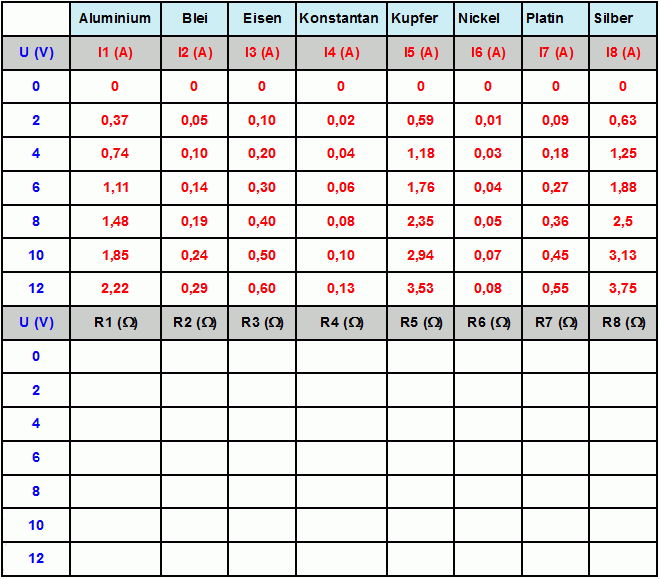 Aluminium Blei Eisen Konstantan Kupfer Nickel Platin Silber
U (V) I1 (A) I2 (A) I3 (A) I4 (A) I5 (A) I6 (A) I7 (A) I8 (A)
0 0 0 0 0 0 0 0 0
2 0,37 0,05 0,10 0,02 0,59 0,01 0,09 0,63
4 0,74 0,10 0,20 0,04 1,18 0,03 0,18 1,25
6 1,11 0,14 0,30 0,06 1,76 0,04 0,27 1,88
8 1,48 0,19 0,40 0,08 2,35 0,05 0,36 2,5
10 1,85 0,24 0,50 0,10 2,94 0,07 0,45 3,13
12 2,22 0,29 0,60 0,13 3,53 0,08 0,55 3,75
U (V) R1 (Ω) R2 (Ω) R3 (Ω) R4 (Ω) R5 (Ω) R6 (Ω) R7 (Ω) R8 (Ω)
0
2
4
6
8
10
12